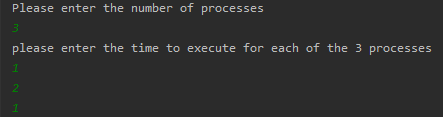 Please enter the number of processes
3
please enter the time to execute for each of the 3 processes
1
2
1